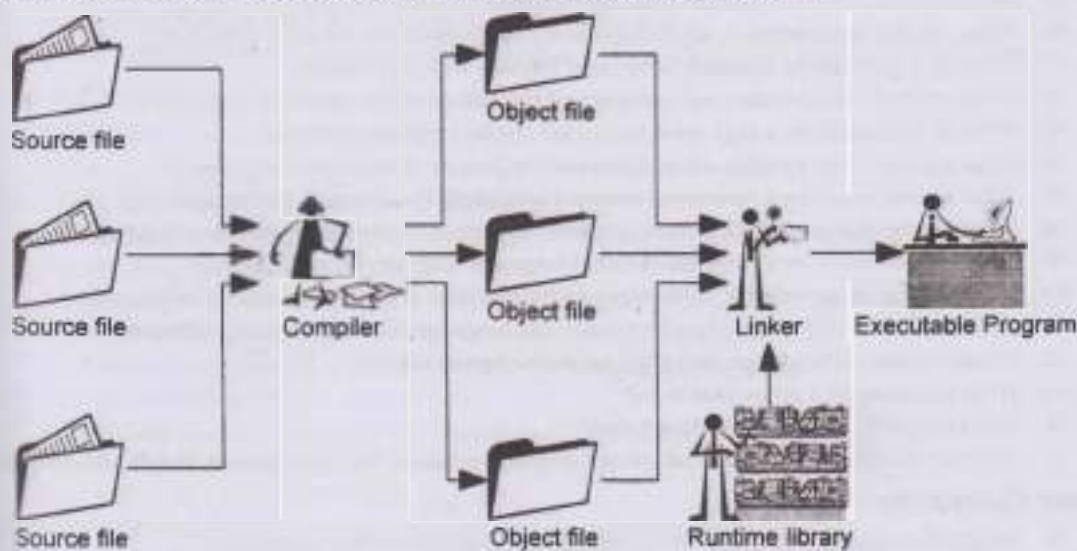 Object file
Source file
Source file
Compiler
Object file
Linker
Executable Program
Source file
Object file
Runtime library